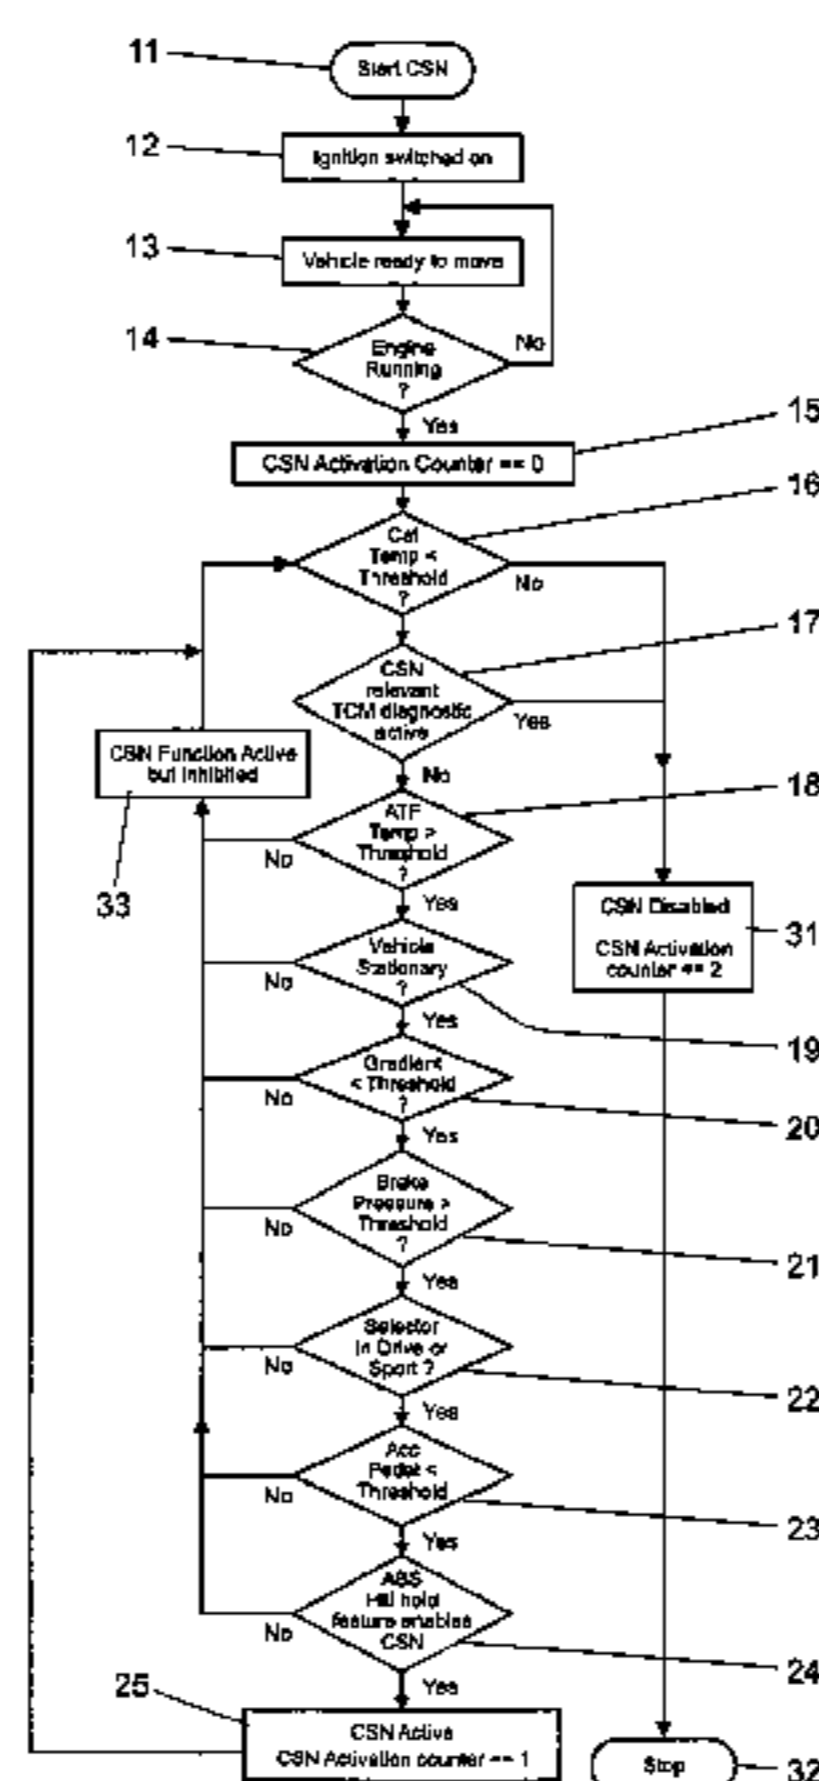 11
Start CSN
12
Ignition switched on
13
Vehicle ready to move
14
Engine
Running
?
No
Yes
15
CSN Activation Counter == 0
16
Cat
Temp <
Threshold
?
No
17
CSN
relevant
TCM diagnostic
active
Yes
No
CSN Function Active
but inhibited
33
18
ATF
Temp >
Threshold
?
No
Yes
CSN Disabled
CSN Activation
counter == 2
31
Vehicle
Stationary
?
No
Yes
19
Gradient
< Threshold
?
No
Yes
20
Brake
Pressure >
Threshold
?
No
Yes
21
Selector
in Drive or
Sport ?
No
Yes
22
Acc
Pedal <
Threshold
No
Yes
23
ABS
Hill hold
feature enables
CSN
No
Yes
24
25
CSN Active
CSN Activation counter == 1
Stop
32